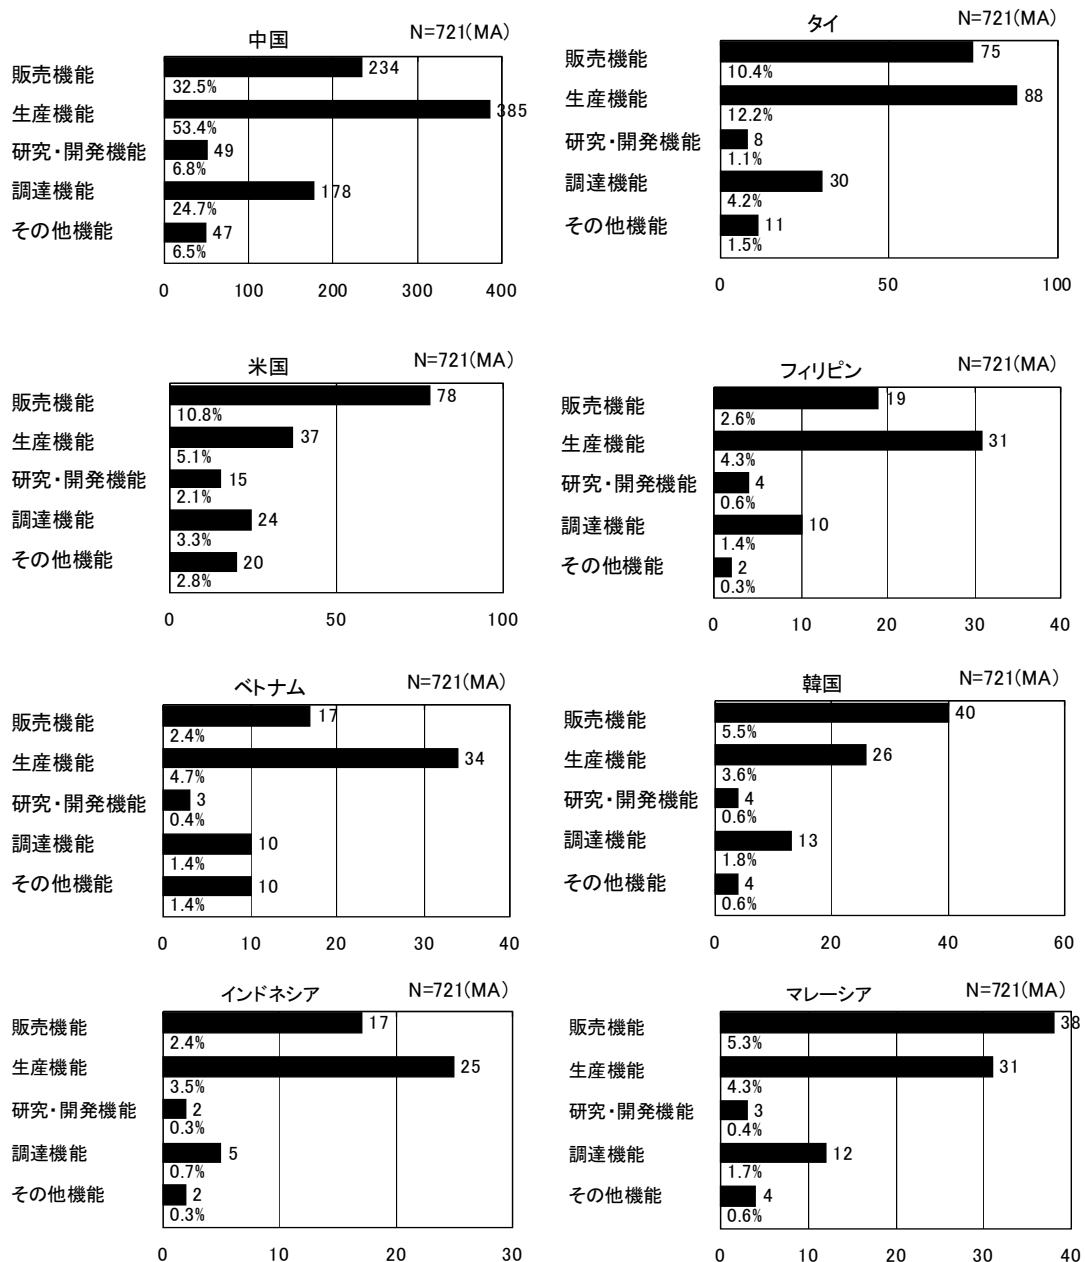 中国 N=721(MA)
販売機能 234
32.5%
生産機能 385
53.4%
研究・開発機能 49
6.8%
調達機能 178
24.7%
その他機能 47
6.5%
0 100 200 300 400
タイ N=721(MA)
販売機能 75
10.4%
生産機能 88
12.2%
研究・開発機能 8
1.1%
調達機能 30
4.2%
その他機能 11
1.5%
0 50 100
米国 N=721(MA)
販売機能 78
10.8%
生産機能 37
5.1%
研究・開発機能 15
2.1%
調達機能 24
3.3%
その他機能 20
2.8%
0 50 100
フィリピン N=721(MA)
販売機能 19
2.6%
生産機能 31
4.3%
研究・開発機能 4
0.6%
調達機能 10
1.4%
その他機能 2
0.3%
0 10 20 30 40
ベトナム N=721(MA)
販売機能 17
2.4%
生産機能 34
4.7%
研究・開発機能 3
0.4%
調達機能 10
1.4%
その他機能 10
1.4%
0 10 20 30 40
韓国 N=721(MA)
販売機能 40
5.5%
生産機能 26
3.6%
研究・開発機能 4
0.6%
調達機能 13
1.8%
その他機能 4
0.6%
0 20 40 60
インドネシア N=721(MA)
販売機能 17
2.4%
生産機能 25
3.5%
研究・開発機能 2
0.3%
調達機能 5
0.7%
その他機能 2
0.3%
0 10 20 30
マレーシア N=721(MA)
販売機能 38
5.3%
生産機能 31
4.3%
研究・開発機能 3
0.4%
調達機能 12
1.7%
その他機能 4
0.6%
0 10 20 30 40